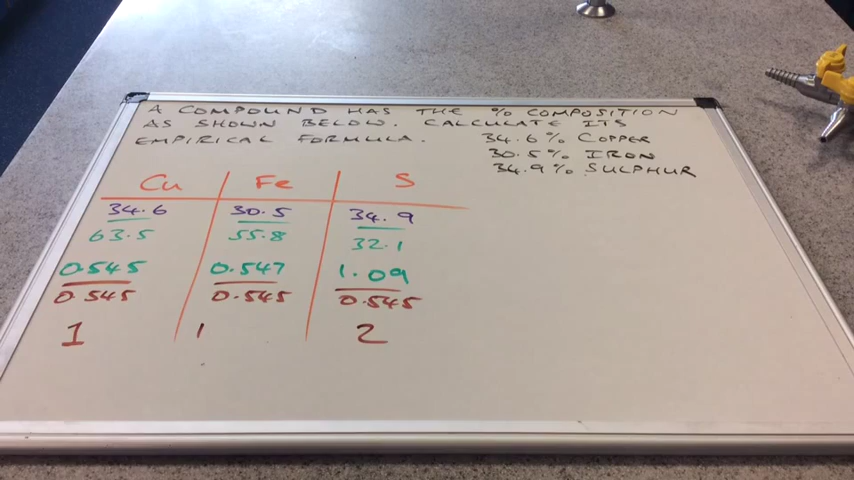 A COMPOUND HAS THE % COMPOSITION
AS SHOWN BELOW. CALCULATE ITS
EMPIRICAL FORMULA.
34.6% COPPER
30.5% IRON
34.9% SULPHUR
Cu Fe S
34.6 30.5 34.9
63.5 55.8 32.1
0.545 0.547 1.09
0.545 0.545 0.545
1 1 2